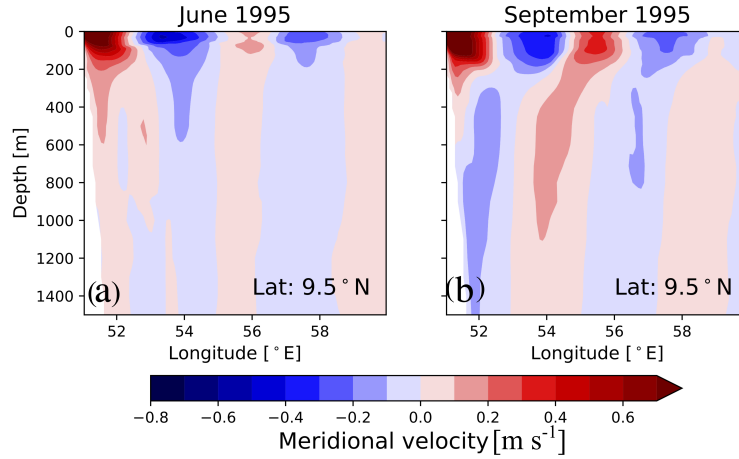 June 1995
September 1995
0
200
400
600
800
1000
1200
1400
Depth [m]
(a)
Lat: 9.5°N
(b)
Lat: 9.5°N
52 54 56 58
52 54 56 58
Longitude [°E]
Longitude [°E]
−0.8 −0.6 −0.4 −0.2 0.0 0.2 0.4 0.6
Meridional velocity [m s⁻¹]